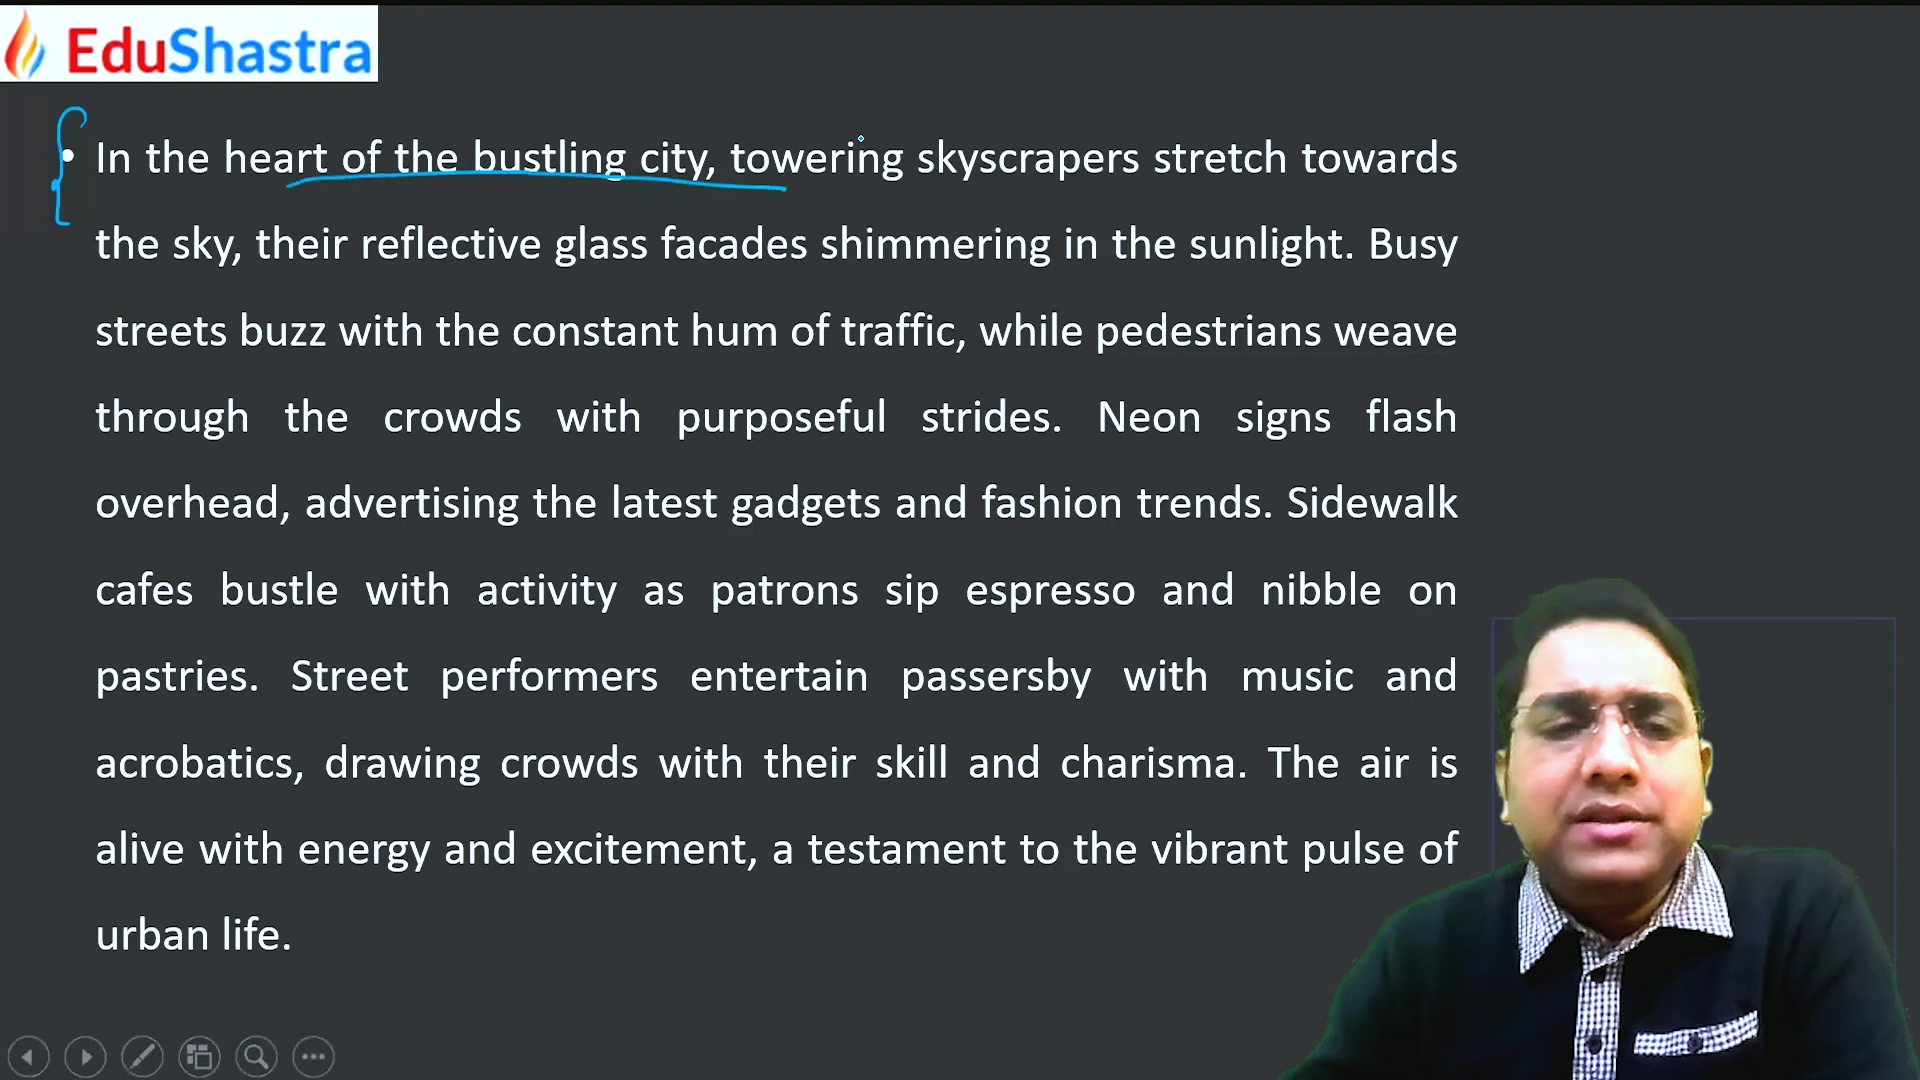 EduShastra
• In the heart of the bustling city, towering skyscrapers stretch towards
the sky, their reflective glass facades shimmering in the sunlight. Busy
streets buzz with the constant hum of traffic, while pedestrians weave
through the crowds with purposeful strides. Neon signs flash
overhead, advertising the latest gadgets and fashion trends. Sidewalk
cafes bustle with activity as patrons sip espresso and nibble on
pastries. Street performers entertain passersby with music and
acrobatics, drawing crowds with their skill and charisma. The air is
alive with energy and excitement, a testament to the vibrant pulse of
urban life.